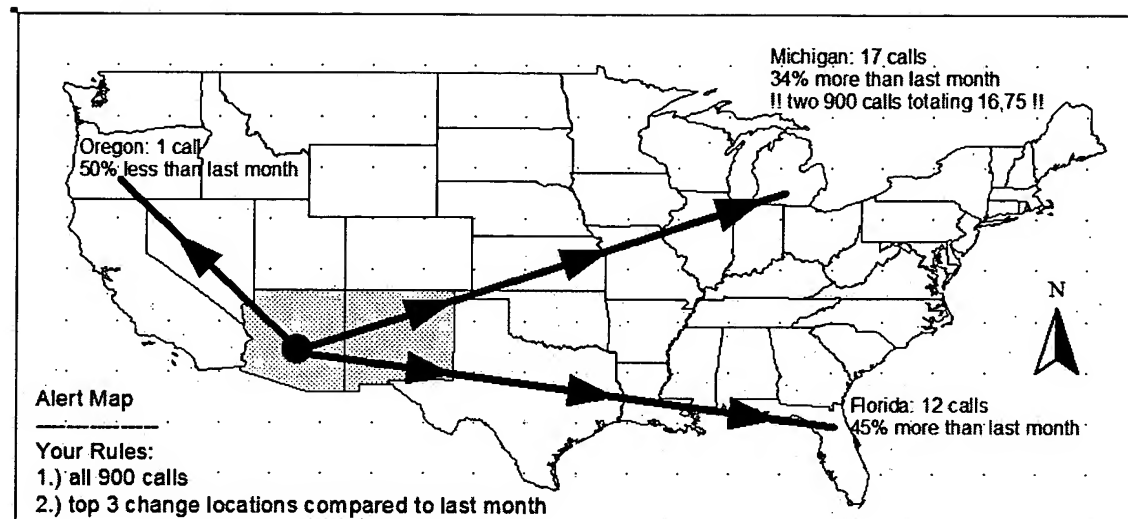 Michigan: 17 calls
34% more than last month
!! two 900 calls totaling 16,75 !!
Oregon: 1 call
50% less than last month
N
Florida: 12 calls
45% more than last month
Alert Map
Your Rules:
1.) all 900 calls
2.) top 3 change locations compared to last month